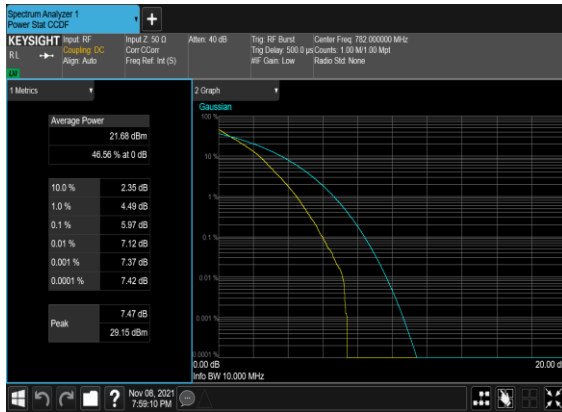 Spectrum Analyzer 1
Power Stat CCDF
KEYSIGHT
RL
Input: RF
Coupling: DC
Align: Auto
Input Z: 50 Ω
Corr CCorr
Freq Ref: Int (S)
Atten: 40 dB
Trig: RF Burst
Trig Delay: 500.0 µs
#IF Gain: Low
Center Freq: 782.000000 MHz
Counts: 1.00 M/1.00 Mpt
Radio Std: None
1 Metrics
Average Power
21.68 dBm
46.56 % at 0 dB
10.0 % 2.35 dB
1.0 % 4.49 dB
0.1 % 5.97 dB
0.01 % 7.12 dB
0.001 % 7.37 dB
0.0001 % 7.42 dB
Peak
7.47 dB
29.15 dBm
2 Graph
Gaussian
100 %
10 %
1 %
0.1 %
0.01 %
0.001 %
0.0001 %
0.00 dB
20.00 d
Info BW 10.000 MHz
Nov 08, 2021
7:59:10 PM